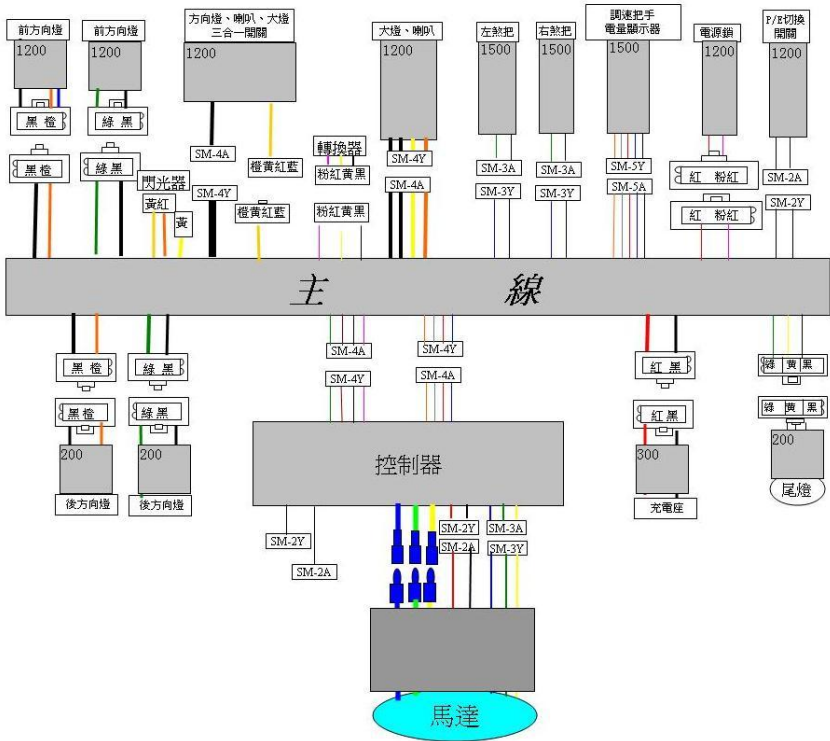 前方向燈
1200
黑橙
黑橙
前方向燈
1200
綠黑
綠黑
閃光器
黃紅
黃
方向燈、喇叭、大燈
三合一開關
1200
SM-4A
SM-4Y
橙黃紅藍
橙黃紅藍
轉換器
粉紅黃黑
粉紅黃黑
大燈、喇叭
1200
SM-4Y
SM-4A
左煞把
1500
SM-3A
SM-3Y
右煞把
1500
SM-3A
SM-3Y
調速把手
電量顯示器
1500
SM-5Y
SM-5A
電源鎖
1200
紅 粉紅
紅 粉紅
P/E切換
開關
1200
SM-2A
SM-2Y
主 線
黑橙
黑橙
200
後方向燈
綠黑
綠黑
200
後方向燈
SM-4A
SM-4Y
SM-4Y
SM-4A
控制器
SM-2Y
SM-2A
SM-2Y
SM-2A
SM-3A
SM-3Y
馬達
紅黑
紅黑
300
充電座
綠黃黑
綠黃黑
200
尾燈